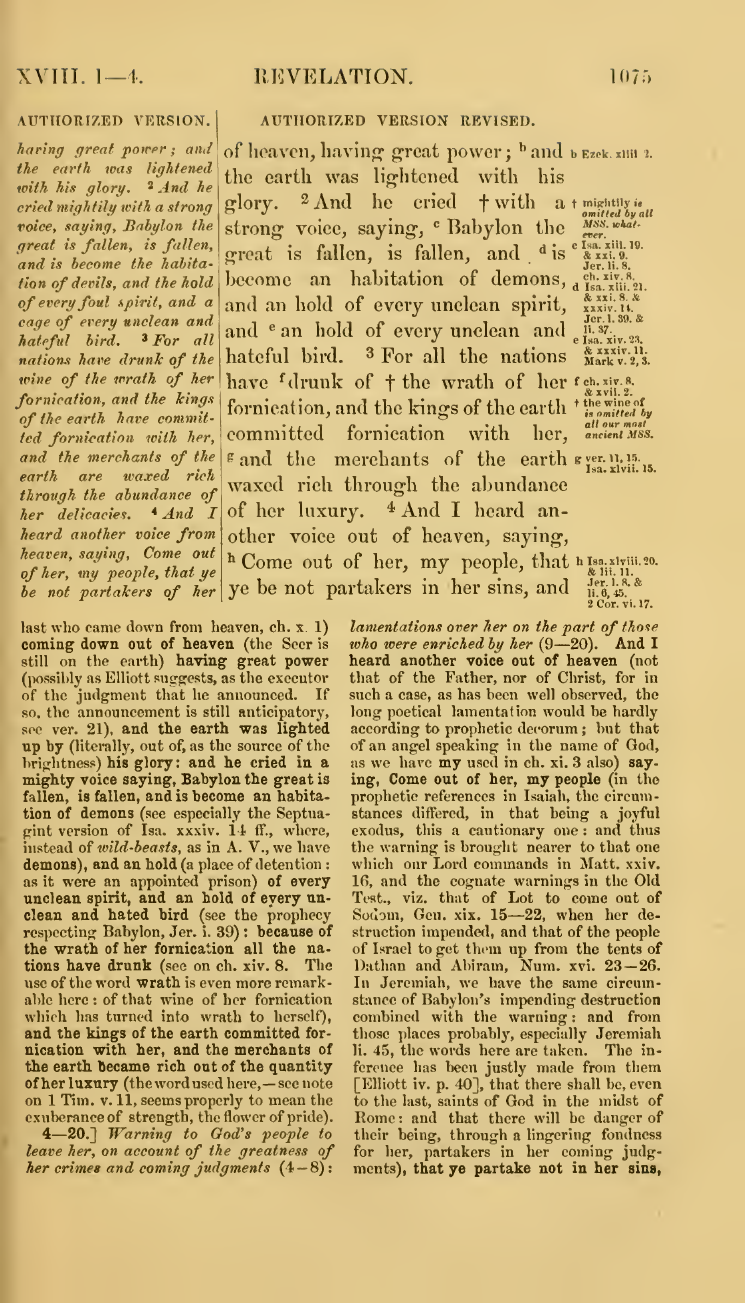 XVIII. 1—4.
REVELATION.
1075
AUTHORIZED VERSION.
having great power; and
the earth was lightened
with his glory. 2 And he
cried mightily with a strong
voice, saying, Babylon the
great is fallen, is fallen,
and is become the habita-
tion of devils, and the hold
of every foul spirit, and a
cage of every unclean and
hateful bird. 3 For all
nations have drunk of the
wine of the wrath of her
fornication, and the kings
of the earth have commit-
ted fornication with her,
and the merchants of the
earth are waxed rich
through the abundance of
her delicacies. 4 And I
heard another voice from
heaven, saying, Come out
of her, my people, that ye
be not partakers of her
AUTHORIZED VERSION REVISED.
of heaven, having great power; b and
the earth was lightened with his
glory. 2 And he cried † with a
strong voice, saying, c Babylon the
great is fallen, is fallen, and d is
become an habitation of demons,
and an hold of every unclean spirit,
and e an hold of every unclean and
hateful bird. 3 For all the nations
have f drunk of † the wrath of her
fornication, and the kings of the earth
committed fornication with her,
g and the merchants of the earth
waxed rich through the abundance
of her luxury. 4 And I heard an-
other voice out of heaven, saying,
h Come out of her, my people, that
ye be not partakers in her sins, and
b Ezek. xliii 2.
† mightily is
omitted by all
MSS. what-
ever.
c Isa. xiii. 19.
& xxi. 9.
Jer. li. 8.
ch. xiv. 8.
d Isa. xiii. 21.
& xxi. 8. &
xxxiv. 14.
Jer. l. 39. &
li. 37.
e Isa. xiv. 23.
& xxxiv. 11.
Mark v. 2, 3.
f ch. xiv. 8.
& xvii. 2.
† the wine of
is omitted by
all our most
ancient MSS.
g ver. 11, 15.
Isa. xlvii. 15.
h Isa. xlviii. 20.
& lii. 11.
Jer. l. 8. &
li. 6, 45.
2 Cor. vi. 17.
last who came down from heaven, ch. x. 1)
coming down out of heaven (the Seer is
still on the earth) having great power
(possibly as Elliott suggests, as the executor
of the judgment that he announced. If
so, the announcement is still anticipatory,
see ver. 21), and the earth was lighted
up by (literally, out of, as the source of the
brightness) his glory: and he cried in a
mighty voice saying, Babylon the great is
fallen, is fallen, and is become an habita-
tion of demons (see especially the Septua-
gint version of Isa. xxxiv. 14 ff., where,
instead of wild-beasts, as in A. V., we have
demons), and an hold (a place of detention:
as it were an appointed prison) of every
unclean spirit, and an hold of every un-
clean and hated bird (see the prophecy
respecting Babylon, Jer. l. 39): because of
the wrath of her fornication all the na-
tions have drunk (see on ch. xiv. 8. The
use of the word wrath is even more remark-
able here: of that wine of her fornication
which has turned into wrath to herself),
and the kings of the earth committed for-
nication with her, and the merchants of
the earth became rich out of the quantity
of her luxury (the word used here,—see note
on 1 Tim. v. 11, seems properly to mean the
exuberance of strength, the flower of pride).
4—20.] Warning to God's people to
leave her, on account of the greatness of
her crimes and coming judgments (4—8):
lamentations over her on the part of those
who were enriched by her (9—20). And I
heard another voice out of heaven (not
that of the Father, nor of Christ, for in
such a case, as has been well observed, the
long poetical lamentation would be hardly
according to prophetic decorum; but that
of an angel speaking in the name of God,
as we have my used in ch. xi. 3 also) say-
ing, Come out of her, my people (in the
prophetic references in Isaiah, the circum-
stances differed, in that being a joyful
exodus, this a cautionary one: and thus
the warning is brought nearer to that one
which our Lord commands in Matt. xxiv.
16, and the cognate warnings in the Old
Test., viz. that of Lot to come out of
Sodom, Gen. xix. 15—22, when her de-
struction impended, and that of the people
of Israel to get them up from the tents of
Dathan and Abiram, Num. xvi. 23—26.
In Jeremiah, we have the same circum-
stance of Babylon's impending destruction
combined with the warning: and from
those places probably, especially Jeremiah
li. 45, the words here are taken. The in-
ference has been justly made from them
[Elliott iv. p. 40], that there shall be, even
to the last, saints of God in the midst of
Rome: and that there will be danger of
their being, through a lingering fondness
for her, partakers in her coming judg-
ments), that ye partake not in her sins,